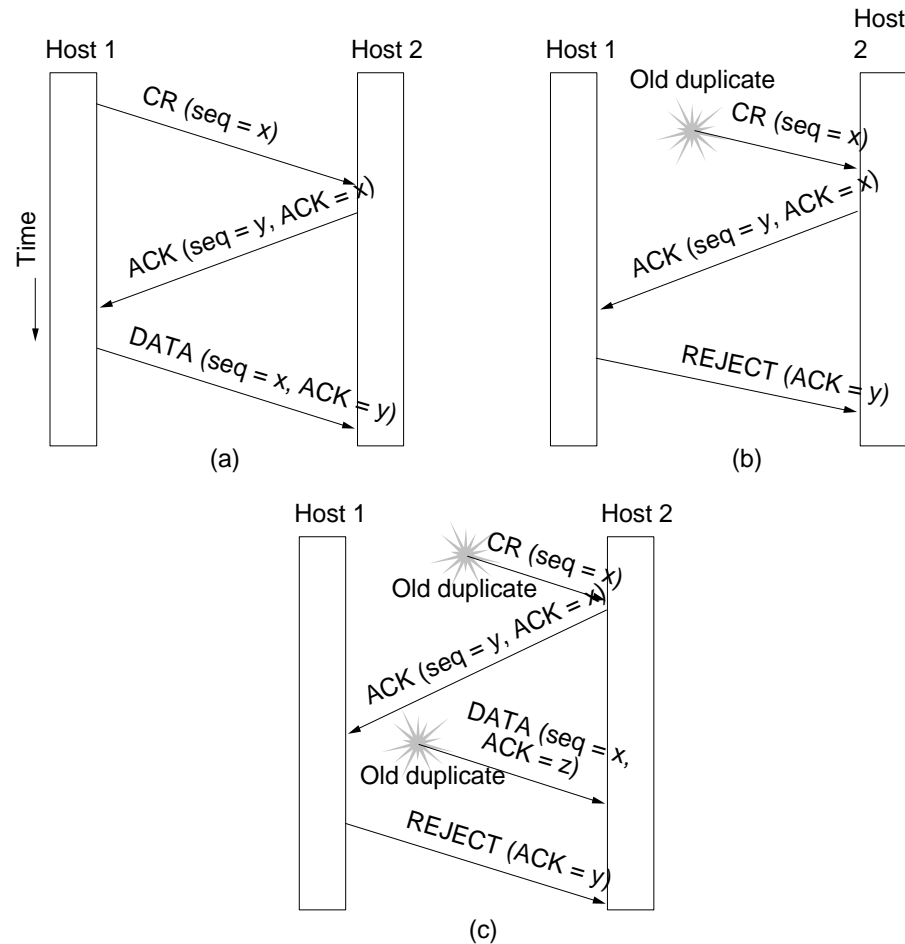 Host 1
Host 2
CR (seq = x)
ACK (seq = y, ACK = x)
DATA (seq = x, ACK = y)
Time
(a)
Host 1
Host
2
Old duplicate
CR (seq = x)
ACK (seq = y, ACK = x)
REJECT (ACK = y)
(b)
Host 1
Host 2
CR (seq = x)
Old duplicate
ACK (seq = y, ACK = x)
DATA (seq = x,
ACK = z)
Old duplicate
REJECT (ACK = y)
(c)